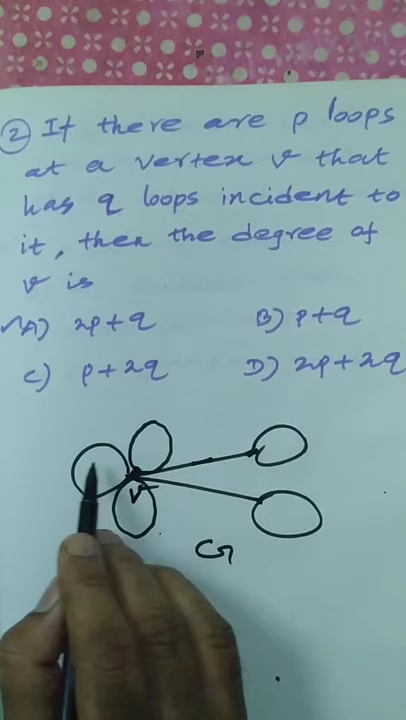 ② If there are p loops
at a vertex v that
has q loops incident to
it, then the degree of
v is
✓A) 2p+q B) p+q
C) p+2q D) 2p+2q
v
G